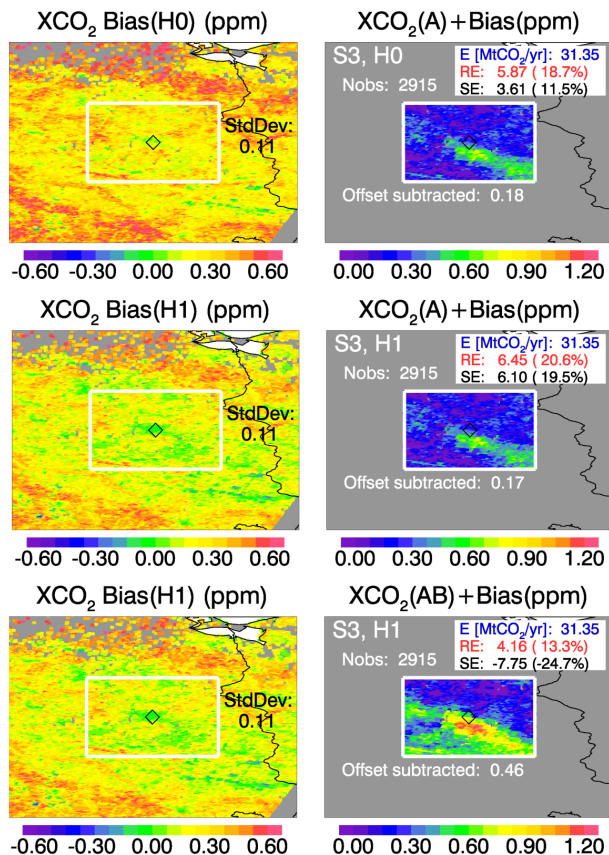 XCO₂ Bias(H0) (ppm)
StdDev:
0.11
-0.60 -0.30 0.00 0.30 0.60
XCO₂(A)+Bias(ppm)
S3, H0
E [MtCO₂/yr]: 31.35
RE: 5.87 ( 18.7%)
SE: 3.61 ( 11.5%)
Nobs: 2915
Offset subtracted: 0.18
0.00 0.30 0.60 0.90 1.20
XCO₂ Bias(H1) (ppm)
StdDev:
0.11
-0.60 -0.30 0.00 0.30 0.60
XCO₂(A)+Bias(ppm)
S3, H1
E [MtCO₂/yr]: 31.35
RE: 6.45 ( 20.6%)
SE: 6.10 ( 19.5%)
Nobs: 2915
Offset subtracted: 0.17
0.00 0.30 0.60 0.90 1.20
XCO₂ Bias(H1) (ppm)
StdDev:
0.11
-0.60 -0.30 0.00 0.30 0.60
XCO₂(AB)+Bias(ppm)
S3, H1
E [MtCO₂/yr]: 31.35
RE: 4.16 ( 13.3%)
SE: -7.75 (-24.7%)
Nobs: 2915
Offset subtracted: 0.46
0.00 0.30 0.60 0.90 1.20